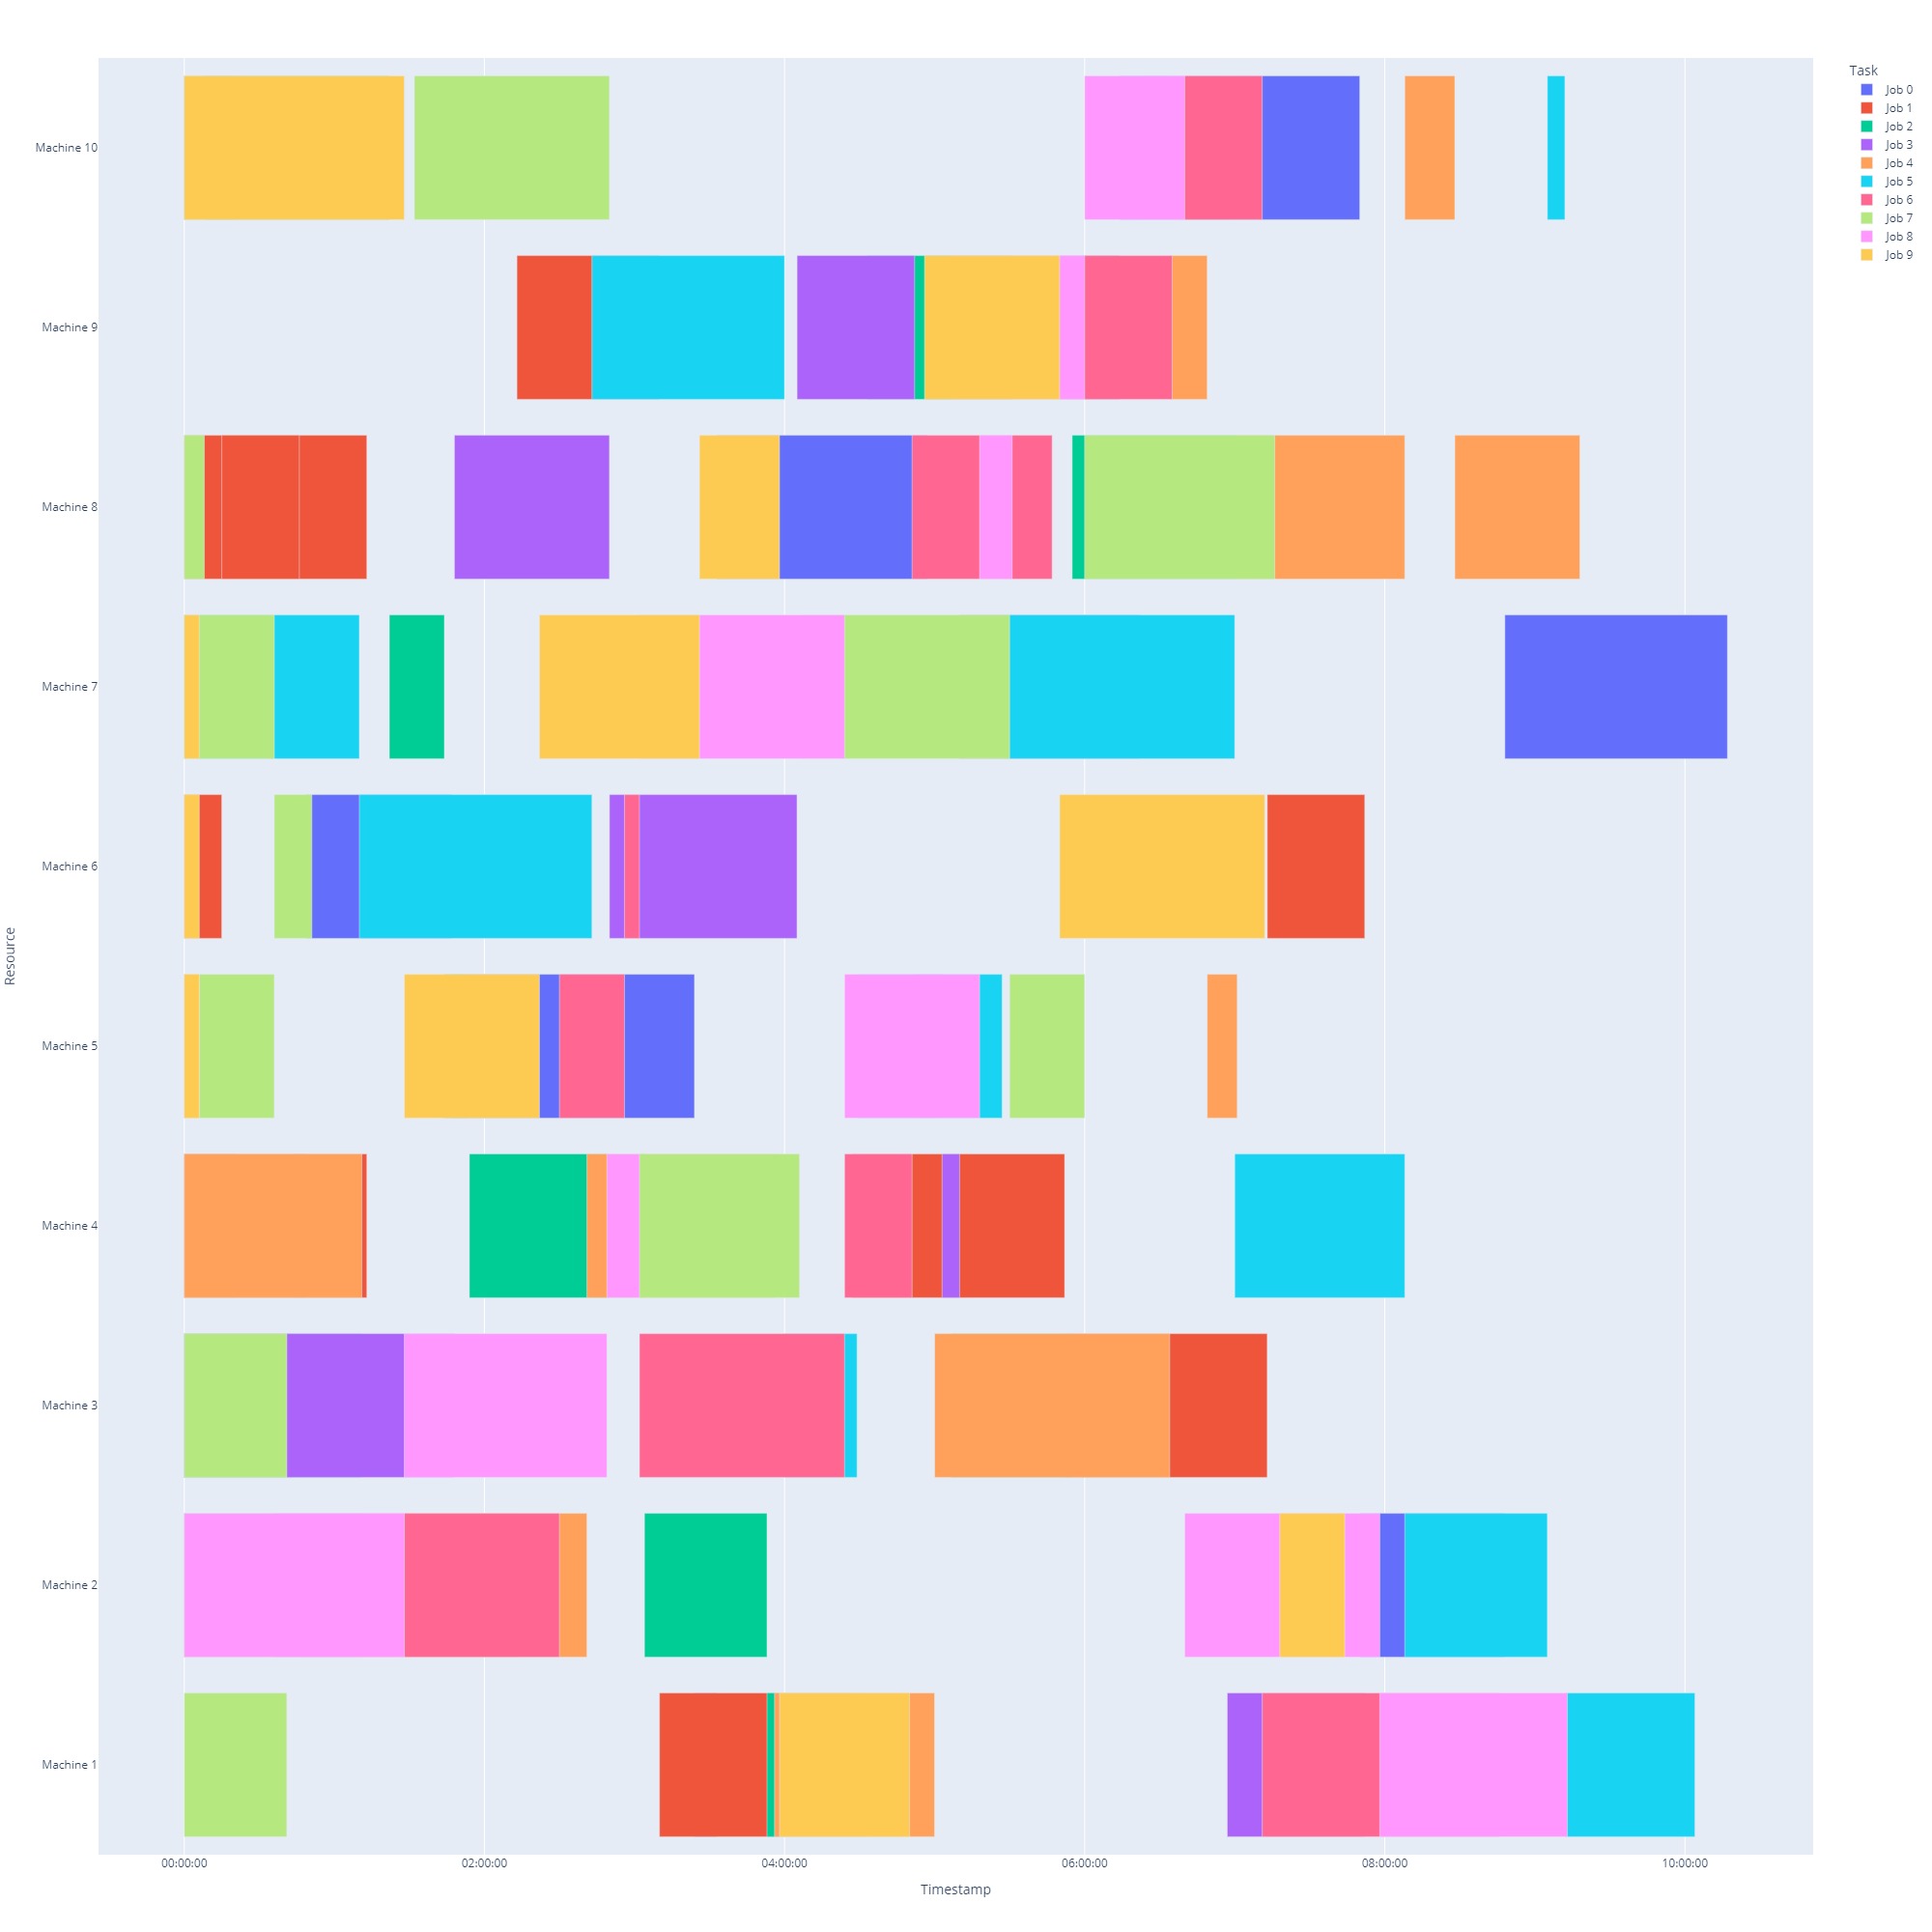 Task
Job 0
Job 1
Job 2
Job 3
Job 4
Job 5
Job 6
Job 7
Job 8
Job 9
Machine 10
Machine 9
Machine 8
Machine 7
Machine 6
Resource
Machine 5
Machine 4
Machine 3
Machine 2
Machine 1
00:00:00 02:00:00 04:00:00 06:00:00 08:00:00 10:00:00
Timestamp